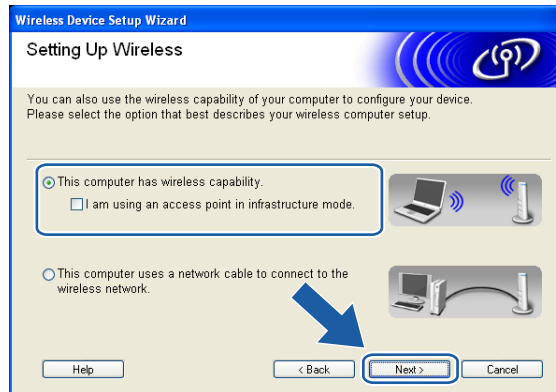 Wireless Device Setup Wizard
Setting Up Wireless
You can also use the wireless capability of your computer to configure your device.
Please select the option that best describes your wireless computer setup.
This computer has wireless capability.
I am using an access point in infrastructure mode.
This computer uses a network cable to connect to the
wireless network.
Help
< Back
Next >
Cancel